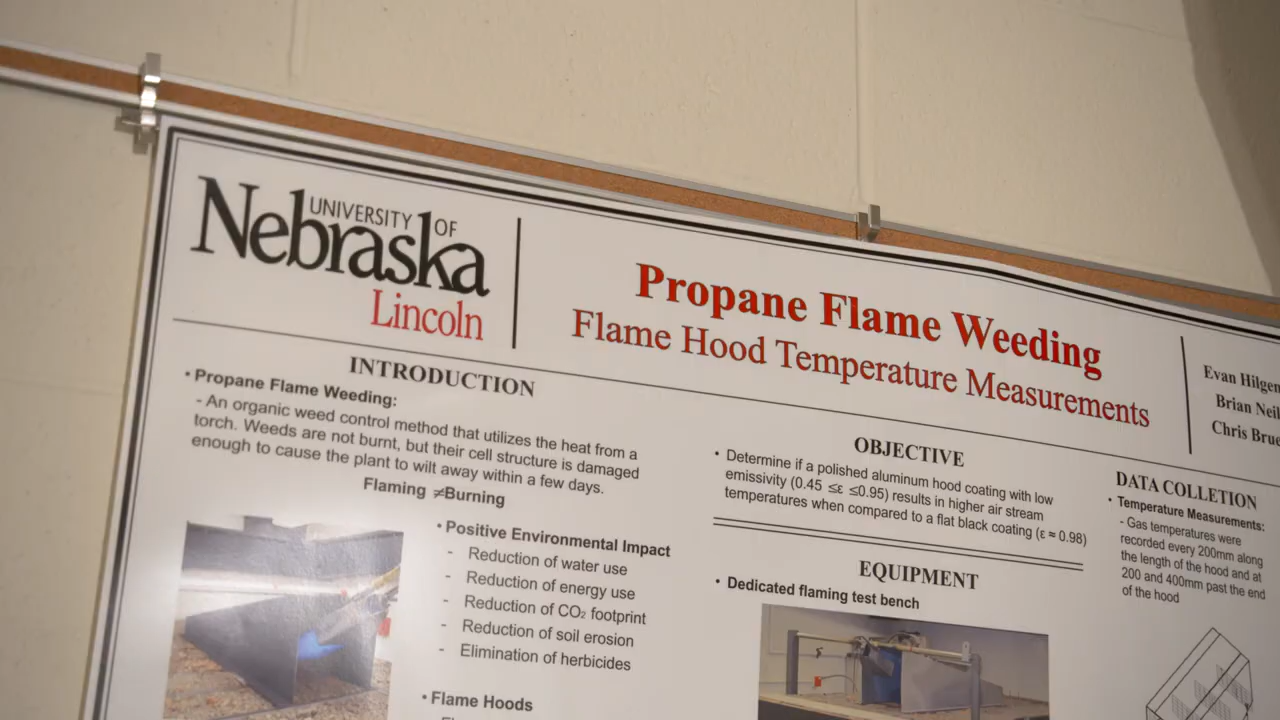 UNIVERSITY OF
Nebraska
Lincoln
Propane Flame Weeding
Flame Hood Temperature Measurements
Evan
Brian
Chris
INTRODUCTION
• Propane Flame Weeding:
- An organic weed control method that utilizes the heat from a
torch. Weeds are not burnt, but their cell structure is damaged
enough to cause the plant to wilt away within a few days.
Flaming ≠Burning
• Positive Environmental Impact
- Reduction of water use
- Reduction of energy use
- Reduction of CO₂ footprint
- Reduction of soil erosion
- Elimination of herbicides
• Flame Hoods
OBJECTIVE
• Determine if a polished aluminum hood coating with low
emissivity (0.45 ≤ε ≤0.95) results in higher air stream
temperatures when compared to a flat black coating (ε ≈ 0.98)
EQUIPMENT
• Dedicated flaming test bench
DATA COLLETION
• Temperature Measurements:
- Gas temperatures were
recorded every 200mm along
the length of the hood and at
200 and 400mm past the end
of the hood